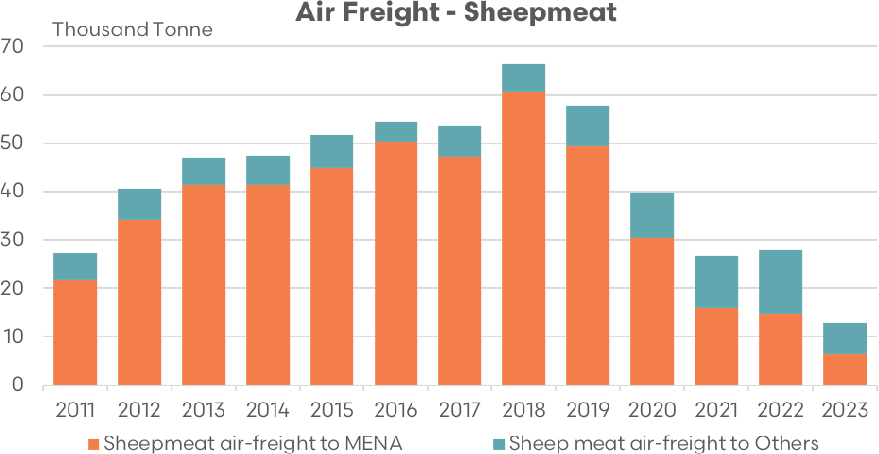 Air Freight - Sheepmeat
Thousand Tonne
70
60
50
40
30
20
10
0
2011 2012 2013 2014 2015 2016 2017 2018 2019 2020 2021 2022 2023
Sheepmeat air-freight to MENA Sheep meat air-freight to Others